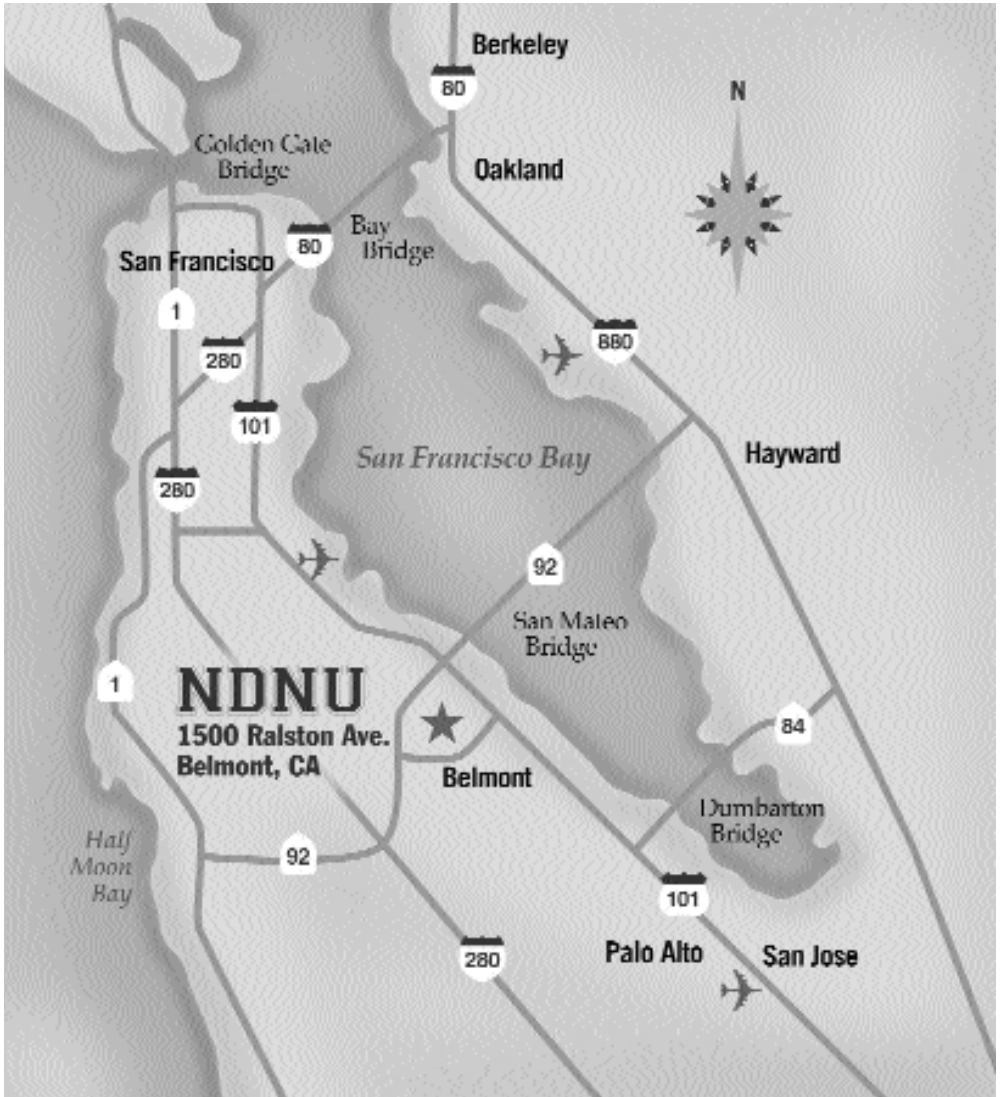 Berkeley
80
N
Golden Gate
Bridge
Oakland
Bay
Bridge
80
San Francisco
1
880
280
101
San Francisco Bay
Hayward
280
92
San Mateo
Bridge
1
NDNU
1500 Ralston Ave.
Belmont, CA
84
Belmont
Dumbarton
Bridge
Half
Moon
Bay
92
101
Palo Alto
San Jose
280